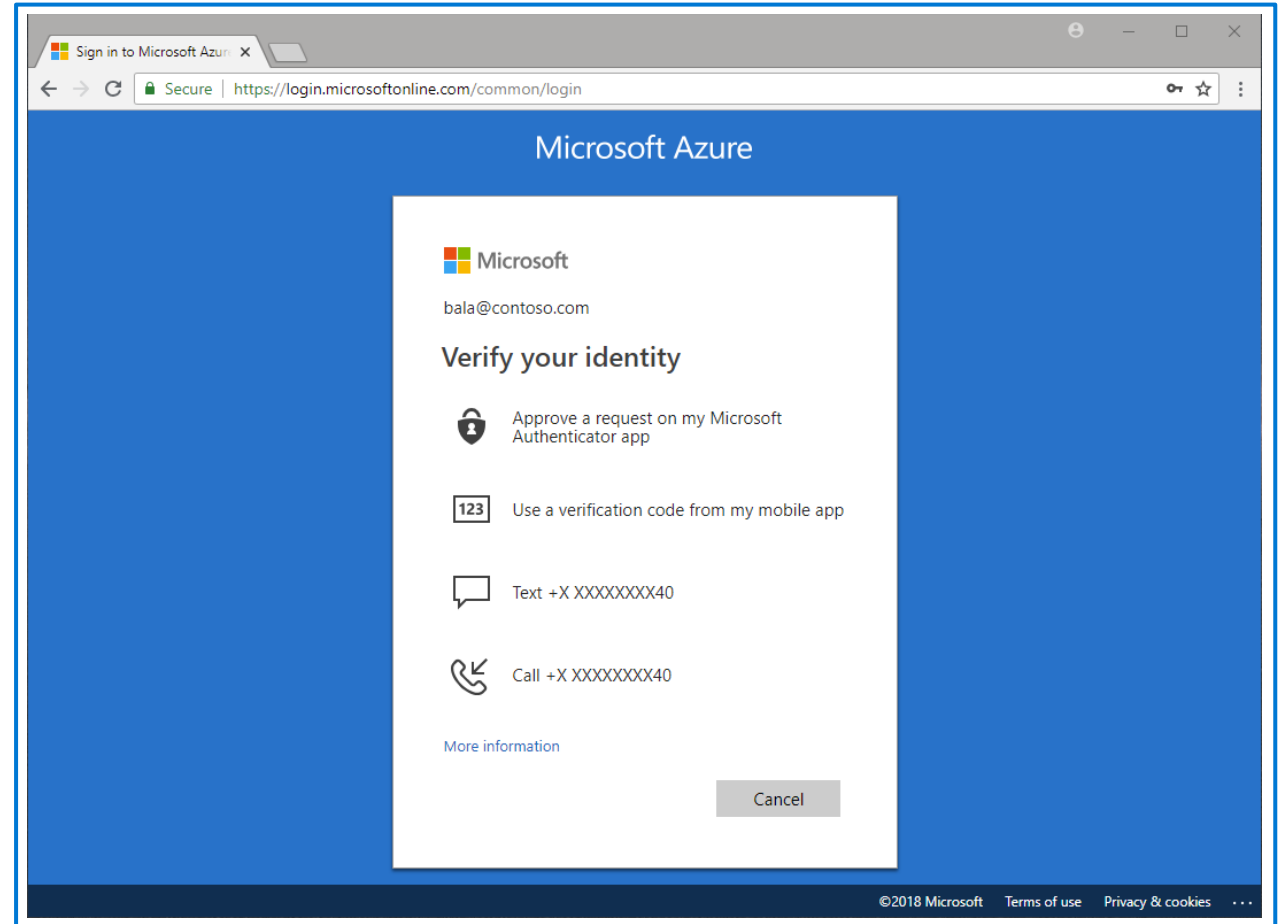 Sign in to Microsoft Azur
Secure | https://login.microsoftonline.com/common/login
Microsoft Azure
Microsoft
bala@contoso.com
Verify your identity
Approve a request on my Microsoft
Authenticator app
123
Use a verification code from my mobile app
Text +X XXXXXXXX40
Call +X XXXXXXXX40
More information
Cancel
©2018 Microsoft Terms of use Privacy & cookies ...